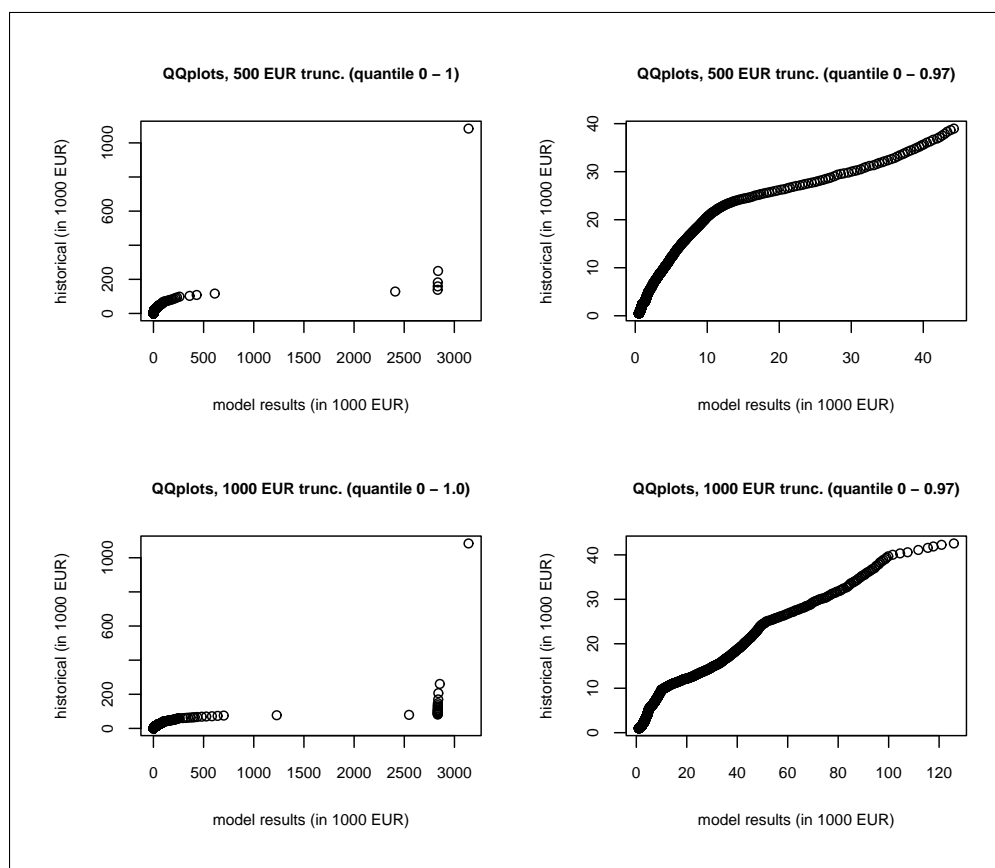 QQplots, 500 EUR trunc. (quantile 0 – 1)
historical (in 1000 EUR)
0 200 600 1000
0 500 1000 1500 2000 2500 3000
model results (in 1000 EUR)
QQplots, 500 EUR trunc. (quantile 0 – 0.97)
historical (in 1000 EUR)
0 10 20 30 40
0 10 20 30 40
model results (in 1000 EUR)
QQplots, 1000 EUR trunc. (quantile 0 – 1.0)
historical (in 1000 EUR)
0 200 600 1000
0 500 1000 1500 2000 2500 3000
model results (in 1000 EUR)
QQplots, 1000 EUR trunc. (quantile 0 – 0.97)
historical (in 1000 EUR)
0 10 20 30 40
0 20 40 60 80 100 120
model results (in 1000 EUR)